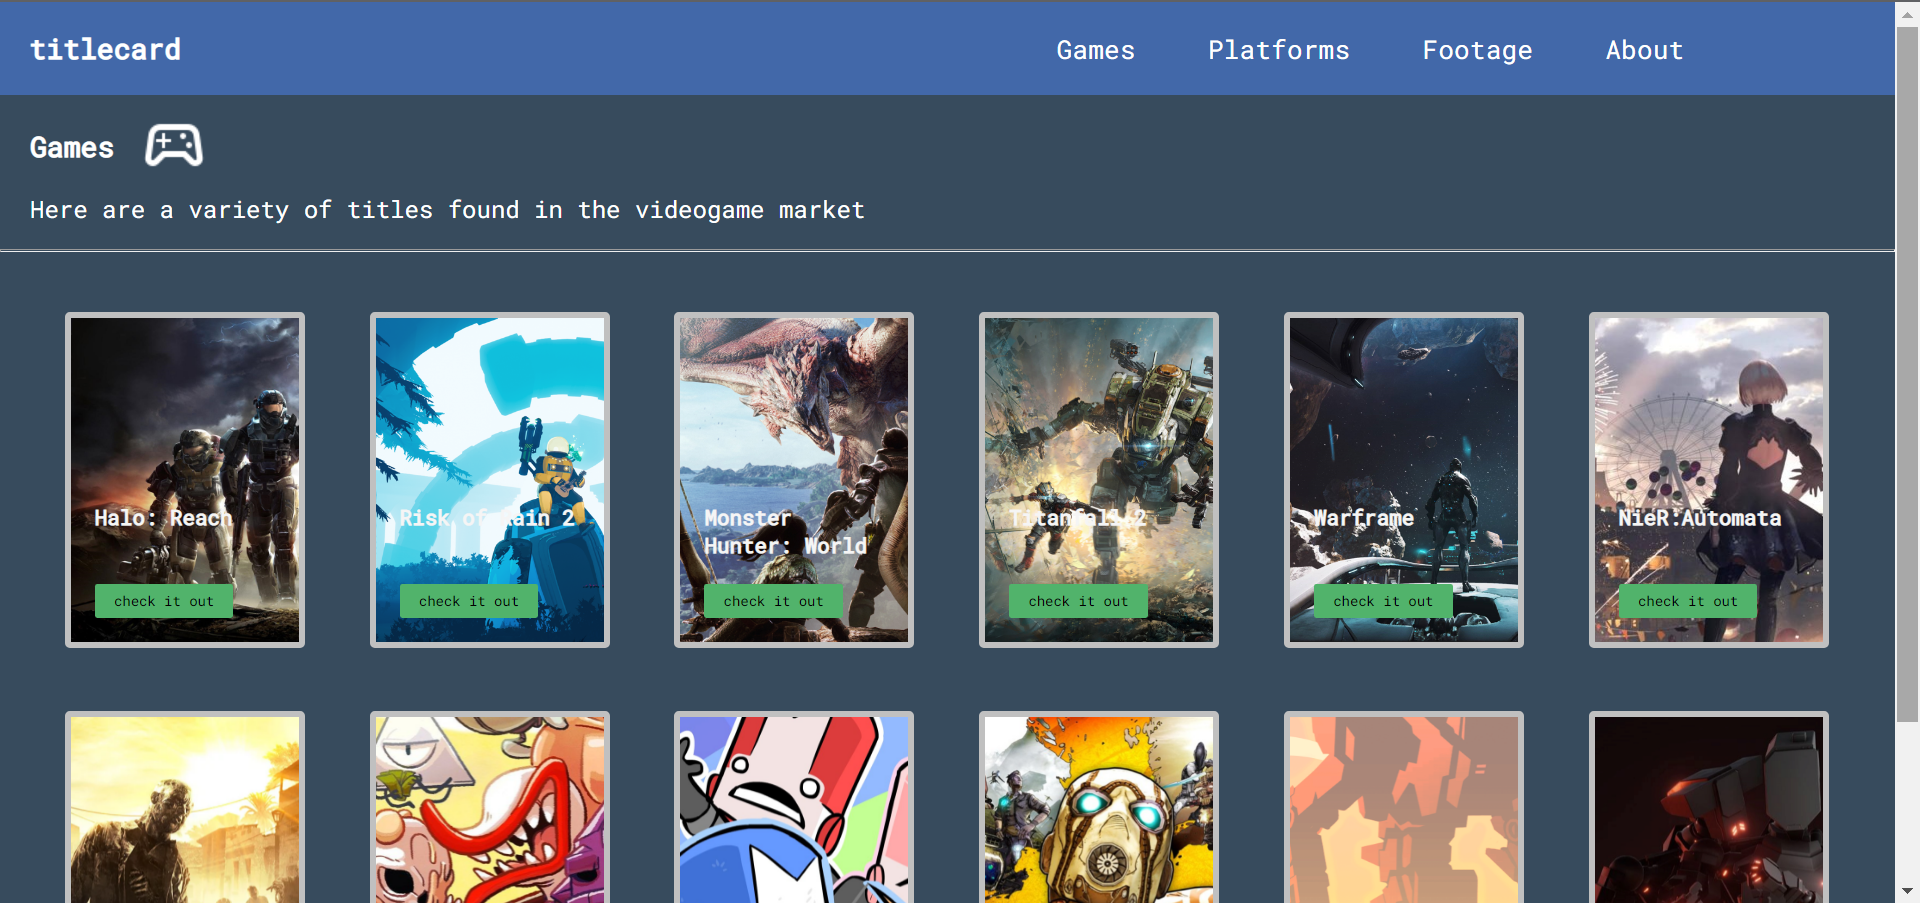 titlecard
Games Platforms Footage About
Games
Here are a variety of titles found in the videogame market
Halo: Reach
Risk of Rain 2
Monster
Hunter: World
Titanfall 2
Warframe
NieR:Automata
check it out
check it out
check it out
check it out
check it out
check it out